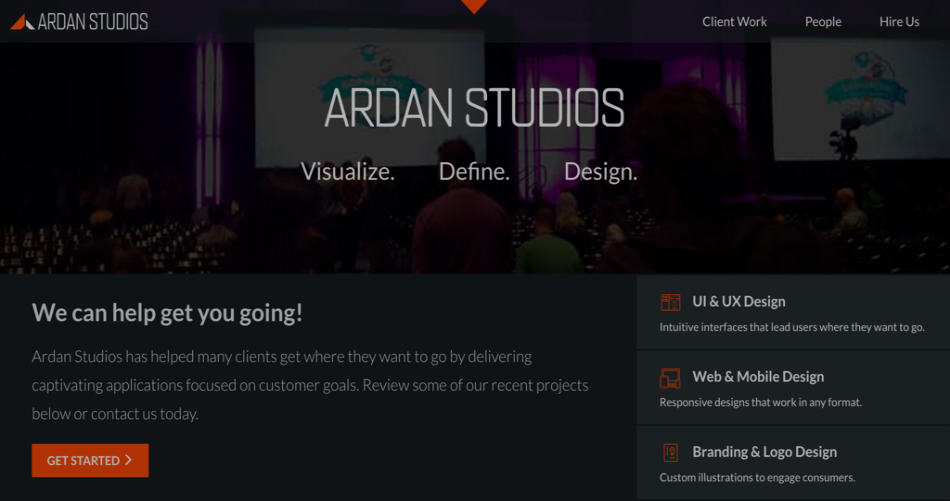 ARDAN STUDIOS
Client Work People Hire Us
ARDAN STUDIOS
Visualize. Define. Design.
We can help get you going!
Ardan Studios has helped many clients get where they want to go by delivering
captivating applications focused on customer goals. Review some of our recent projects
below or contact us today.
GET STARTED
UI & UX Design
Intuitive interfaces that lead users where they want to go.
Web & Mobile Design
Responsive designs that work in any format.
Branding & Logo Design
Custom illustrations to engage consumers.